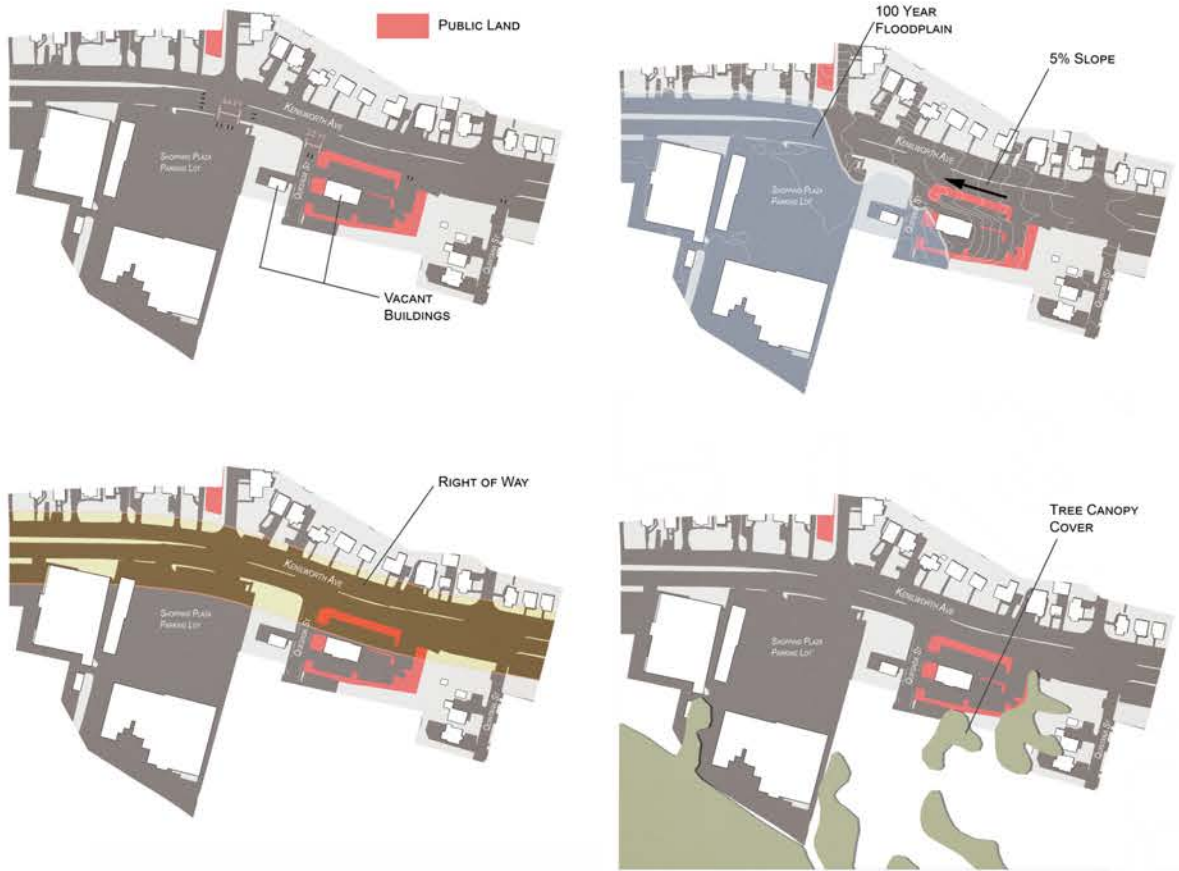 PUBLIC LAND
KENILWORTH AVE
SHOPPING PLAZA
PARKING LOT
VACANT
BUILDINGS
100 YEAR
FLOODPLAIN
5% SLOPE
KENILWORTH AVE
SHOPPING PLAZA
PARKING LOT
RIGHT OF WAY
KENILWORTH AVE
SHOPPING PLAZA
PARKING LOT
TREE CANOPY
COVER
KENILWORTH AVE
SHOPPING PLAZA
PARKING LOT